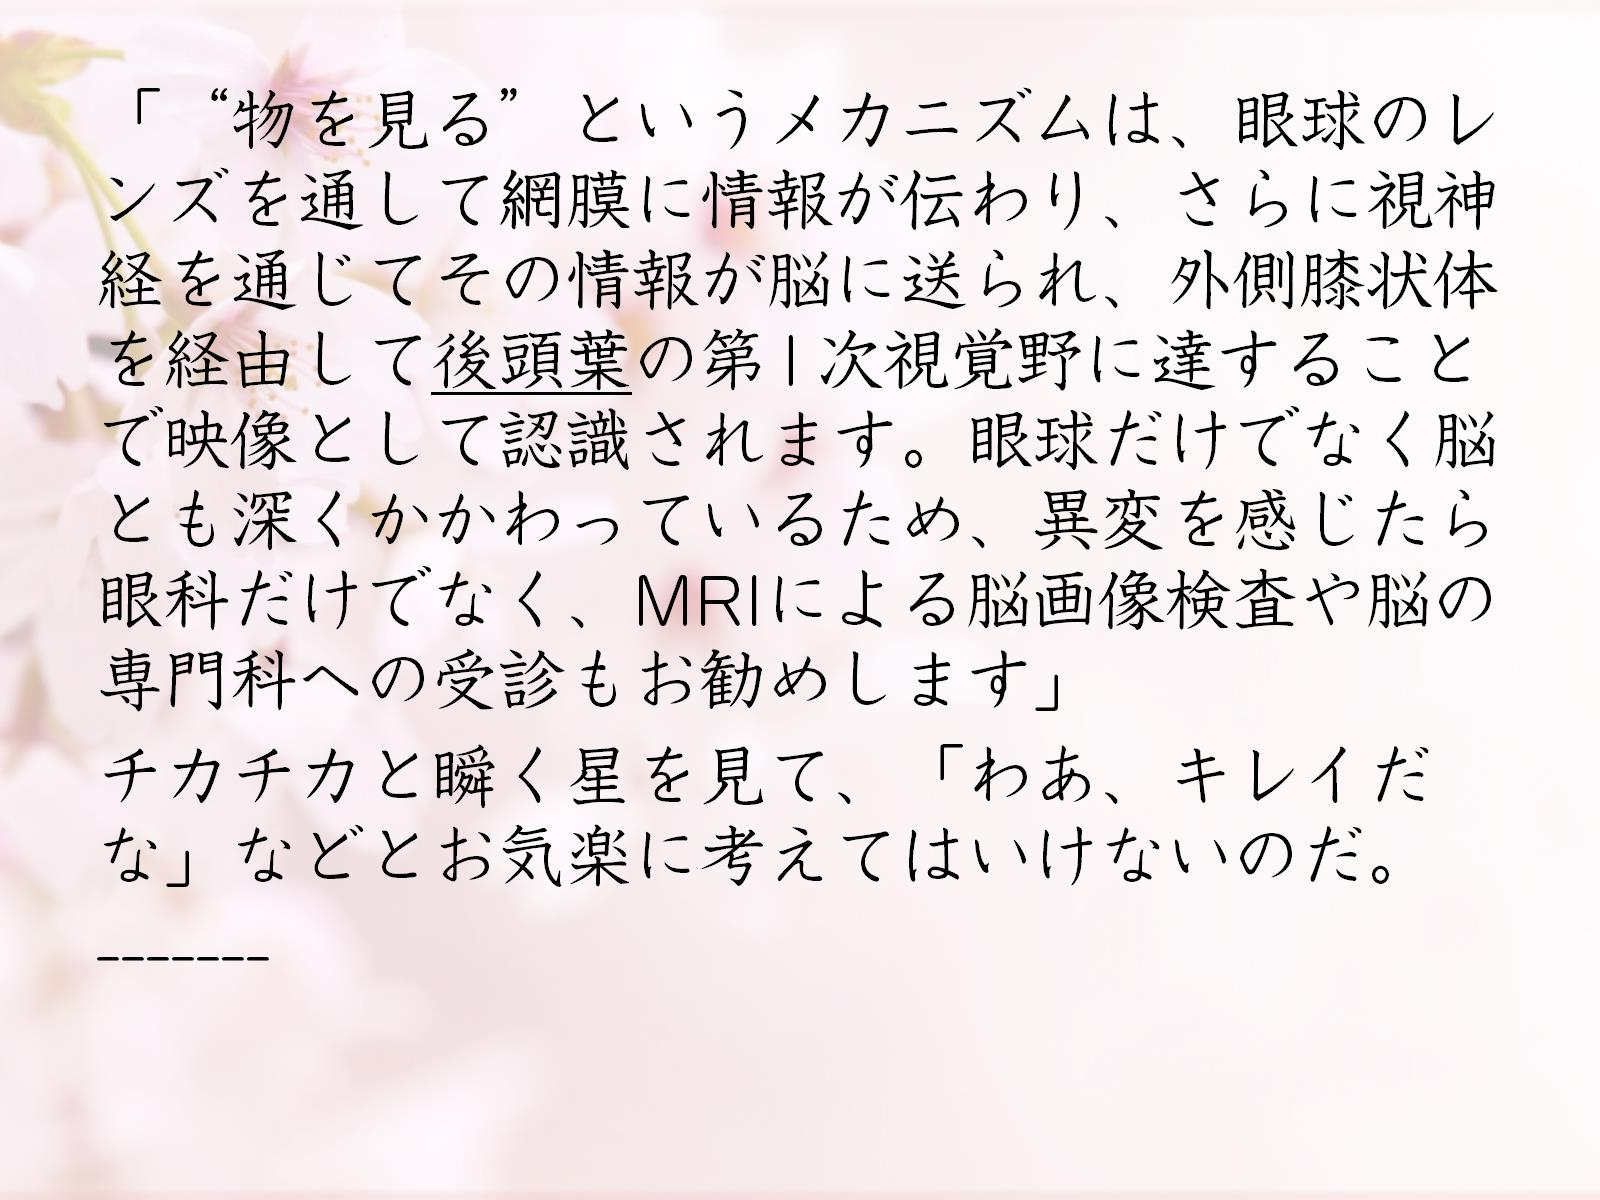 「“物を見る” というメカニズムは、眼球のレ
ンズを通して網膜に情報が伝わり、さらに視神
経を通じてその情報が脳に送られ、外側膝状体
を経由して後頭葉の第1次視覚野に達すること
で映像として認識されます。眼球だけでなく脳
とも深くかかわっているため、異変を感じたら
眼科だけでなく、MRIによる脳画像検査や脳の
専門科への受診もお勧めします」
チカチカと瞬く星を見て、「わあ、キレイだ
な」などとお気楽に考えてはいけないのだ。
-------